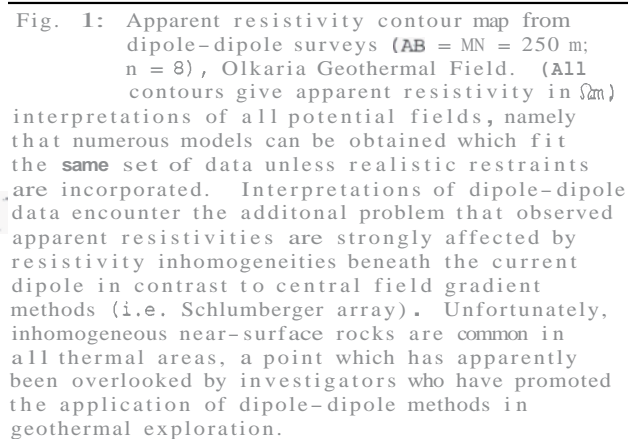 Fig. 1: Apparent resistivity contour map from
dipole-dipole surveys (AB = MN = 250 m;
n = 8), Olkaria Geothermal Field. (All
contours give apparent resistivity in Ωm)
interpretations of all potential fields, namely
that numerous models can be obtained which fit
the same set of data unless realistic restraints
are incorporated. Interpretations of dipole-dipole
data encounter the additonal problem that observed
apparent resistivities are strongly affected by
resistivity inhomogeneities beneath the current
dipole in contrast to central field gradient
methods (i.e. Schlumberger array). Unfortunately,
inhomogeneous near-surface rocks are common in
all thermal areas, a point which has apparently
been overlooked by investigators who have promoted
the application of dipole-dipole methods in
geothermal exploration.